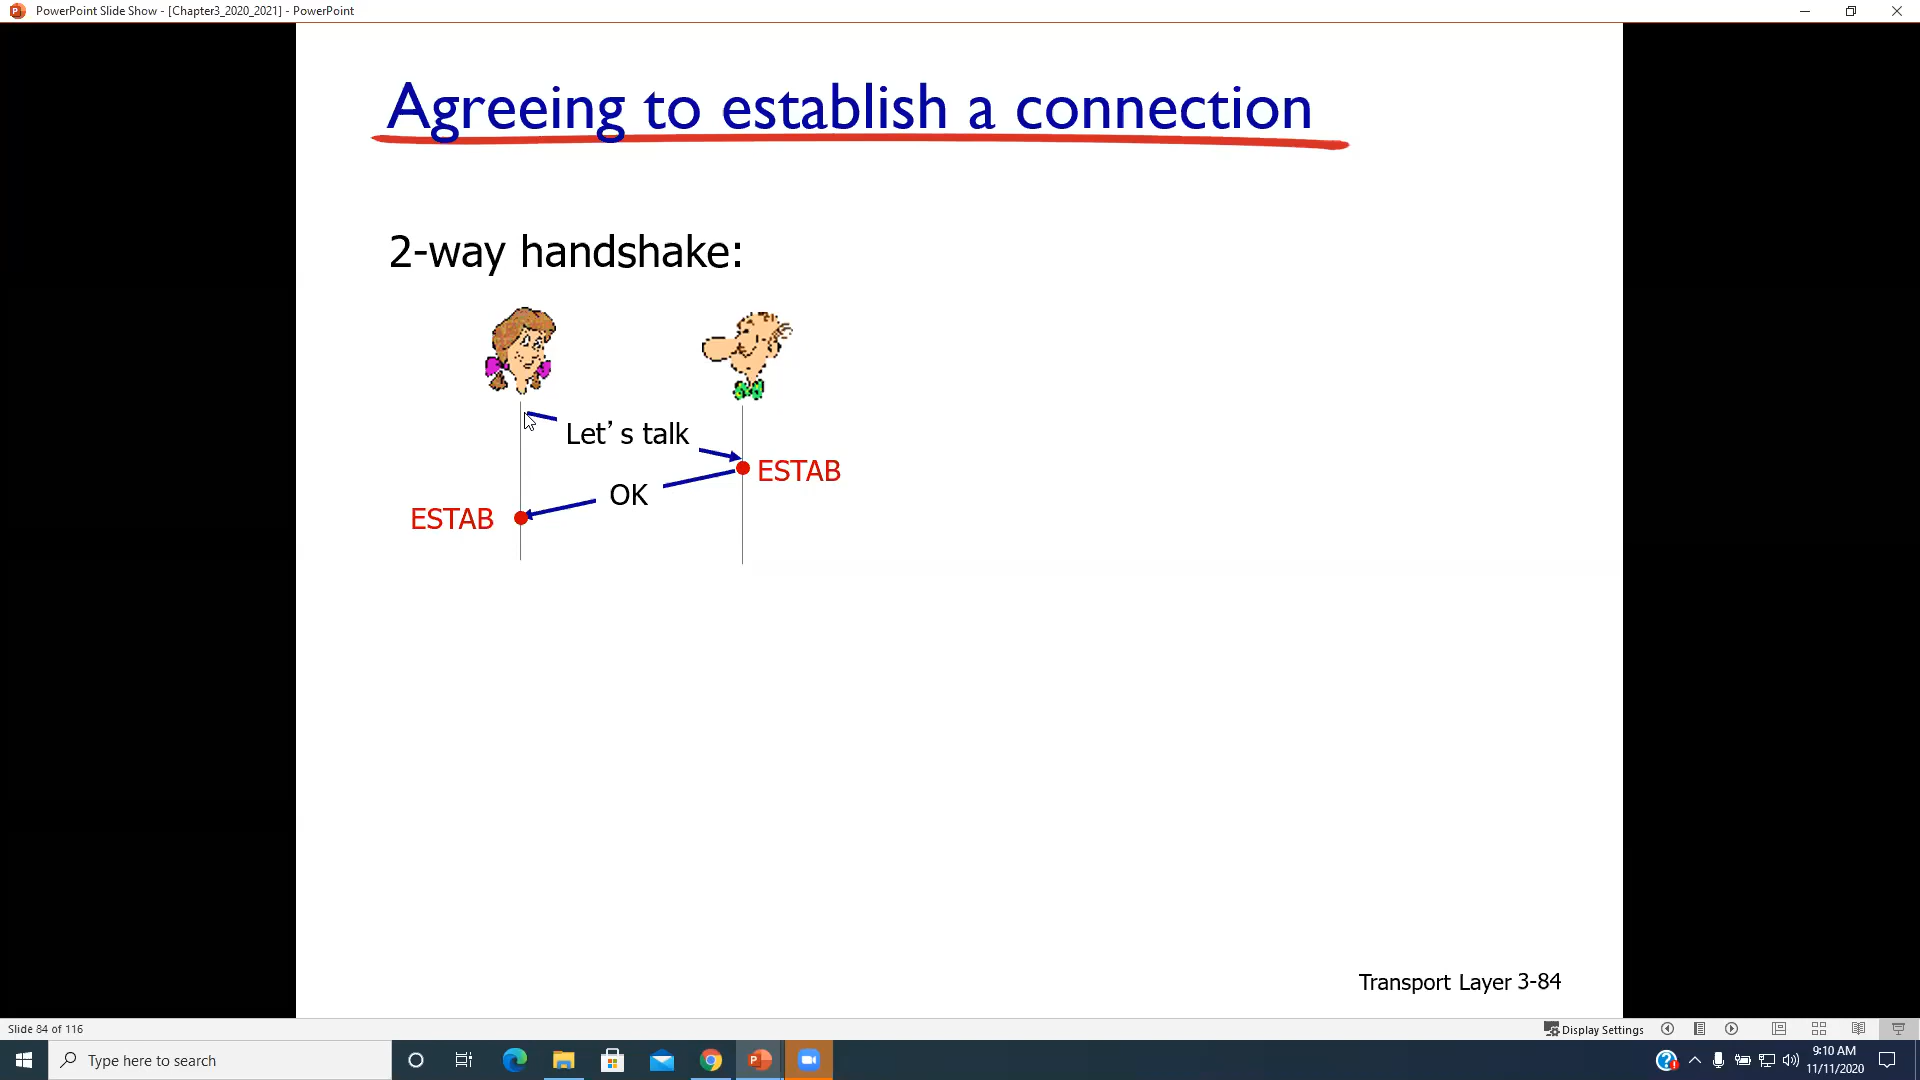 PowerPoint Slide Show - [Chapter3_2020_2021] - PowerPoint
Agreeing to establish a connection
2-way handshake:
Let’s talk
ESTAB
OK
ESTAB
Transport Layer 3-84
Slide 84 of 116
Display Settings
Type here to search
9:10 AM
11/11/2020